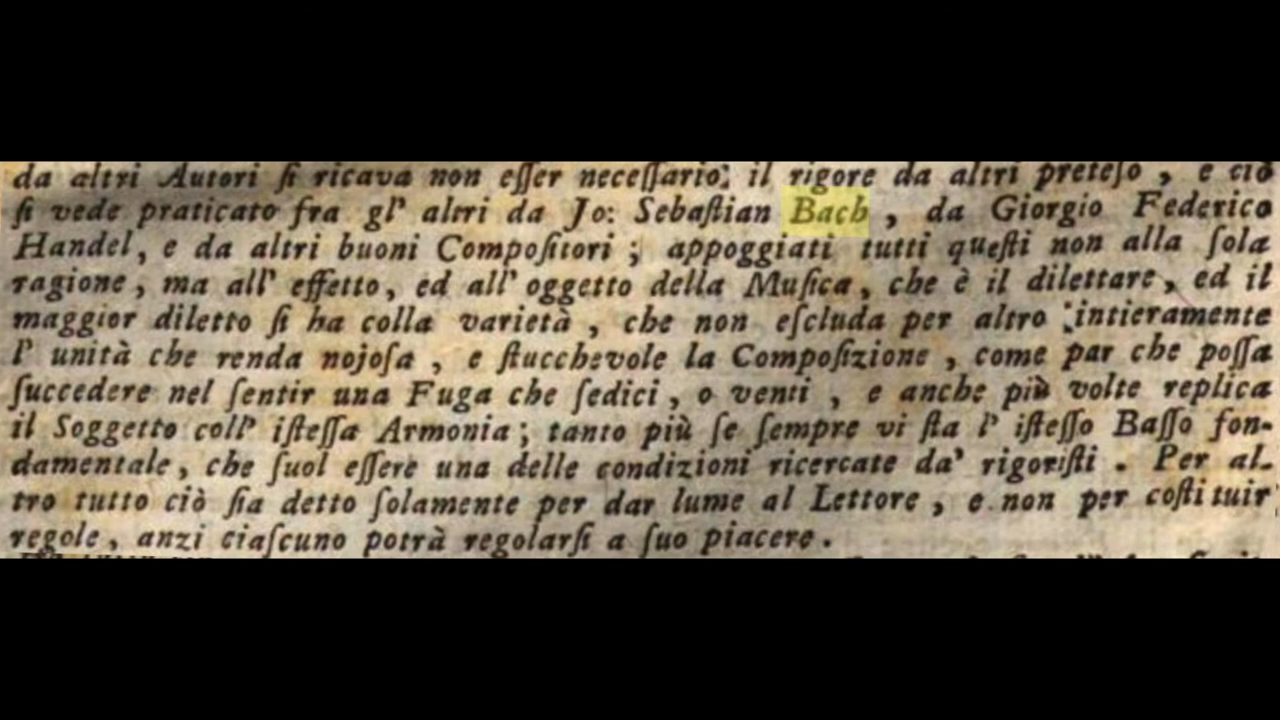 da altri Autori ſi ricava non eſſer neceſſario; il rigore da altri preteſo , e ciò
ſi vede praticato fra gl' altri da Jo: Sebaſtian Bach , da Giorgio Federico
Handel, e da altri buoni Compoſitori ; appoggiati tutti queſti non alla ſola
ragione, ma all' effetto, ed all' oggetto della Muſica, che è il dilettare, ed il
maggior diletto ſi ha colla varietà , che non eſcluda per altro intieramente
l' unità che renda nojoſa , e ſtucchevole la Compoſizione , come par che poſſa
ſuccedere nel ſentir una Fuga che ſedici , o venti , e anche più volte replica
il Soggetto coll' iſteſſa Armonia; tanto più ſe ſempre vi ſta l' iſteſſo Baſſo fon-
damentale, che ſuol eſſere una delle condizioni ricercate da' rigoriſti . Per al-
tro tutto ciò ſia detto ſolamente per dar lume al Lettore , e non per coſtituir
regole, anzi ciaſcuno potrà regolarſi a ſuo piacere.